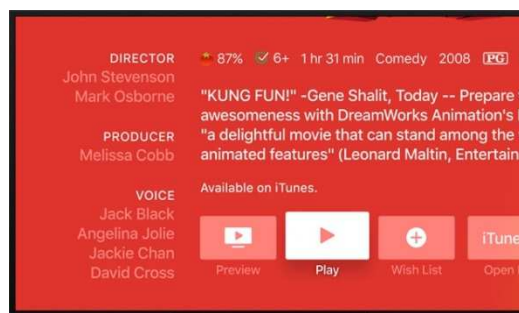 DIRECTOR
John Stevenson
Mark Osborne
PRODUCER
Melissa Cobb
VOICE
Jack Black
Angelina Jolie
Jackie Chan
David Cross
87% 6+ 1 hr 31 min Comedy 2008 PG
"KUNG FUN!" -Gene Shalit, Today -- Prepare
awesomeness with DreamWorks Animation's
"a delightful movie that can stand among the
animated features" (Leonard Maltin, Entertain
Available on iTunes.
Preview
Play
Wish List
iTune
Open